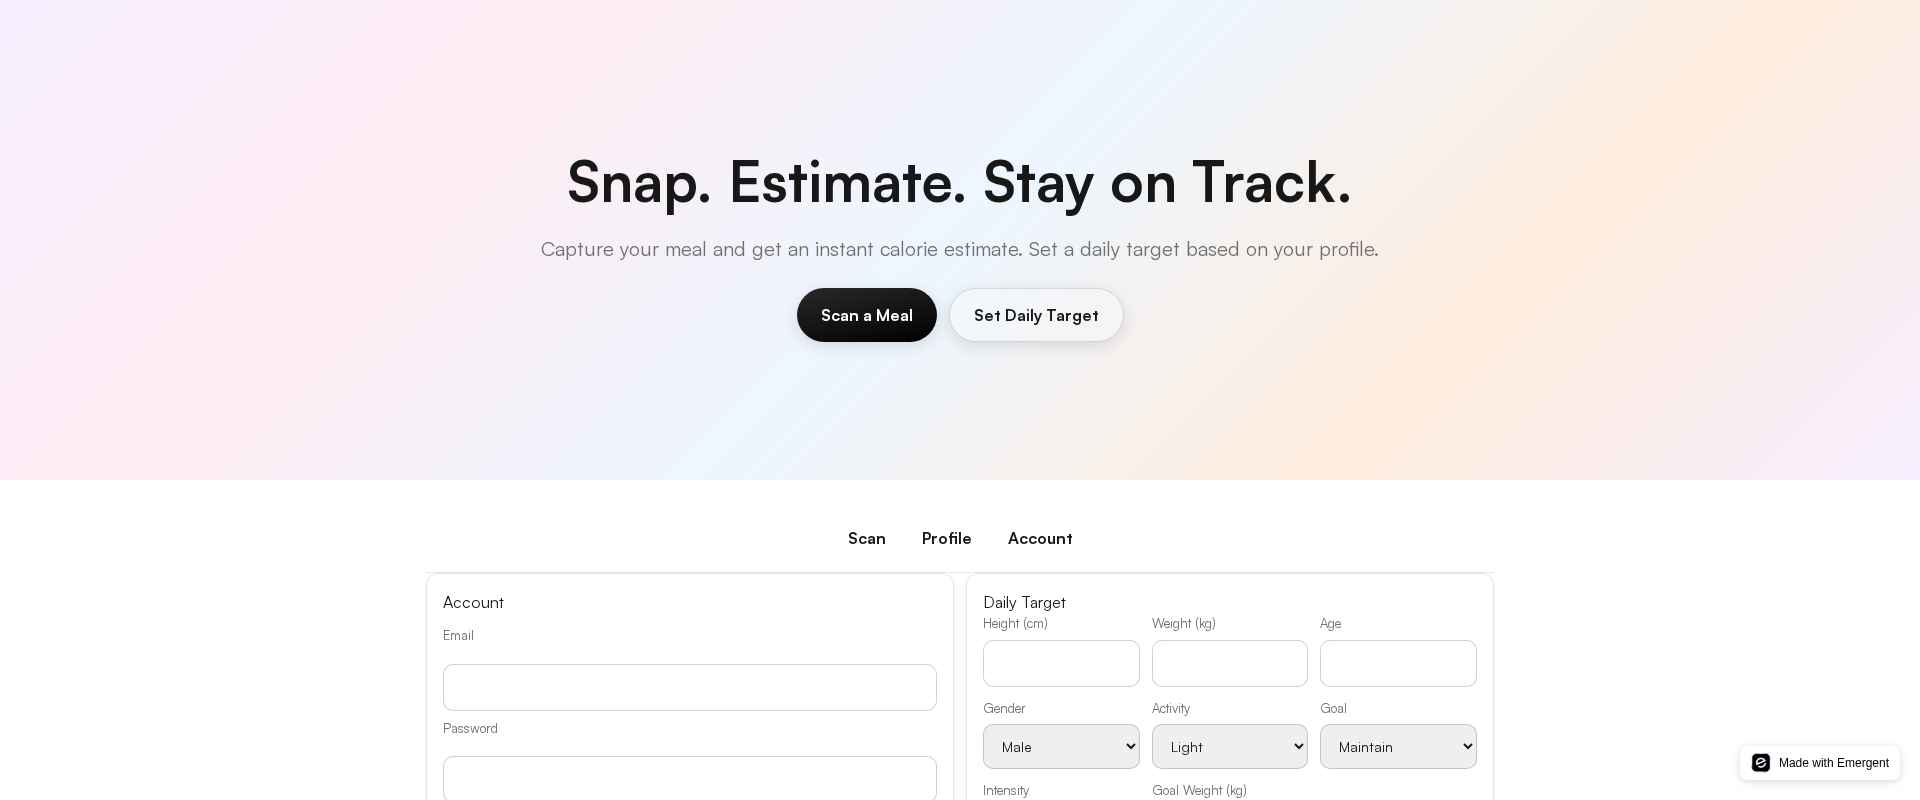 Snap. Estimate. Stay on Track.
Capture your meal and get an instant calorie estimate. Set a daily target based on your profile.
Scan a Meal
Set Daily Target
Scan
Profile
Account
Account
Email
Password
Daily Target
Height (cm)
Weight (kg)
Age
Gender
Activity
Goal
Male
Light
Maintain
Intensity
Goal Weight (kg)
Made with Emergent